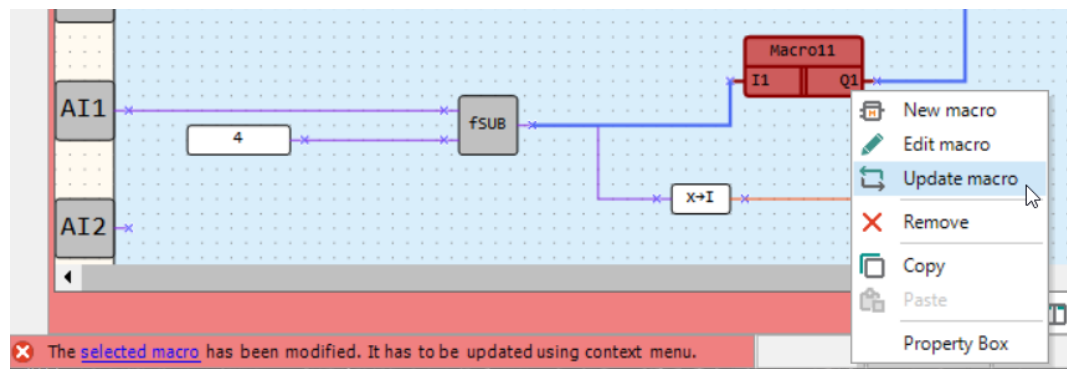 Macro11
I1 Q1
New macro
AI1
fSUB
4
Edit macro
Update macro
x→I
AI2
Remove
Copy
Paste
The selected macro has been modified. It has to be updated using context menu.
Property Box